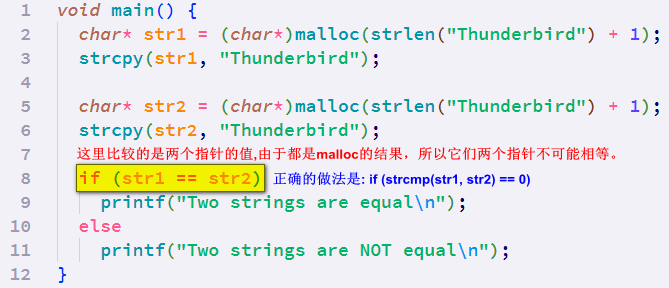 1 void main() {
2 char* str1 = (char*)malloc(strlen("Thunderbird") + 1);
3 strcpy(str1, "Thunderbird");
4
5 char* str2 = (char*)malloc(strlen("Thunderbird") + 1);
6 strcpy(str2, "Thunderbird");
7 这里比较的是两个指针的值,由于都是malloc的结果，所以它们两个指针不可能相等。
8 if (str1 == str2) 正确的做法是: if (strcmp(str1, str2) == 0)
9 printf("Two strings are equal\n");
10 else
11 printf("Two strings are NOT equal\n");
12 }